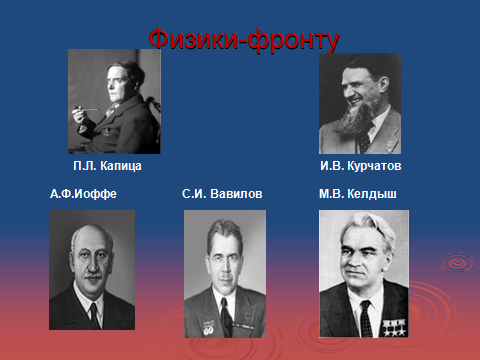 Физики-фронту
П.Л. Капица
И.В. Курчатов
А.Ф.Иоффе
С.И. Вавилов
М.В. Келдыш